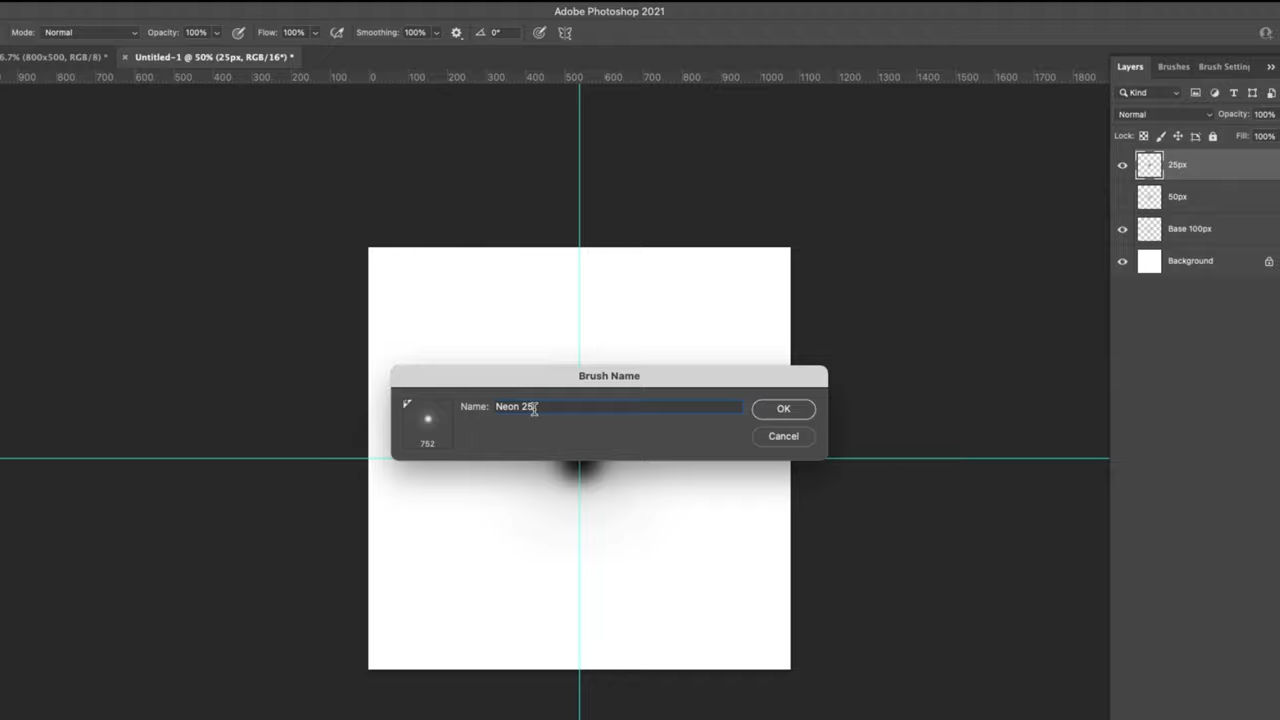 Adobe Photoshop 2021
Mode: Normal Opacity: 100% Flow: 100% Smoothing: 100% 0°
6.7% (800x500, RGB/8) * × Untitled-1 @ 50% (25px, RGB/16*) *
900 800 700 600 500 400 300 200 100 0 100 200 300 400 500 600 700 800 900 1000 1100 1200 1300 1400 1500 1600 1700 1800
Layers Brushes Brush Setting
Kind
Normal Opacity: 100%
Lock: Fill: 100%
25px
50px
Base 100px
Background
Brush Name
Name: Neon 25
OK
752
Cancel